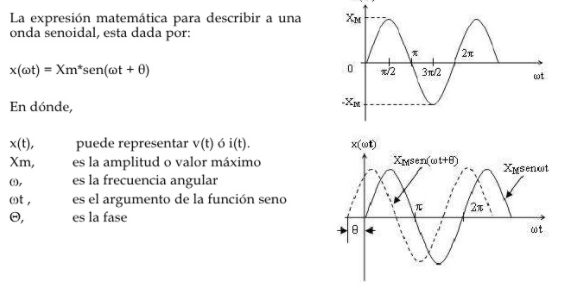 La expresión matemática para describir a una
onda senoidal, esta dada por:
x(ωt) = Xm*sen(ωt + θ)
En dónde,
x(t), puede representar v(t) ó i(t).
Xm, es la amplitud o valor máximo
ω, es la frecuencia angular
ωt , es el argumento de la función seno
Θ, es la fase
XM
π
2π
0
π/2
3π/2
ωt
-XM
x(ωt)
XMsen(ωt+θ)
XMsenωt
π
2π
θ
ωt